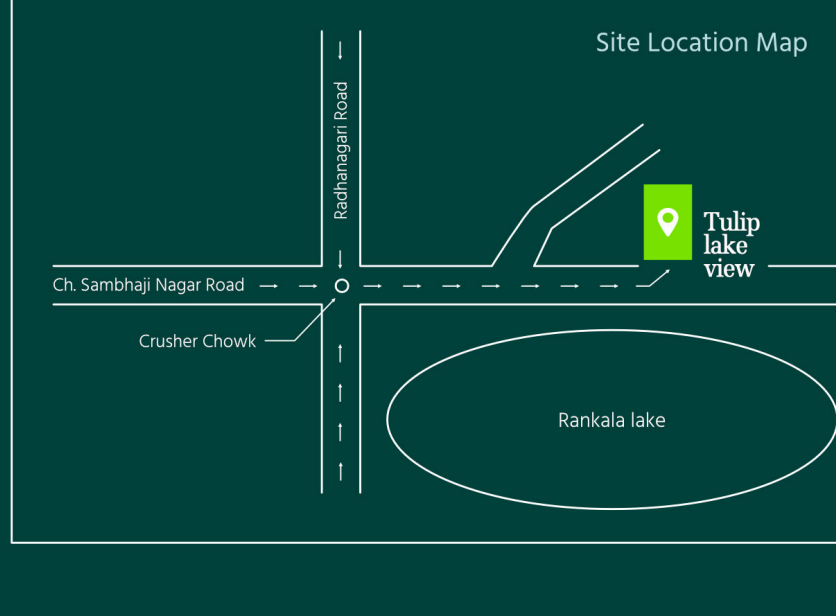 Site Location Map
Radhanagari Road
Tulip
lake
view
Ch. Sambhaji Nagar Road
Crusher Chowk
Rankala lake